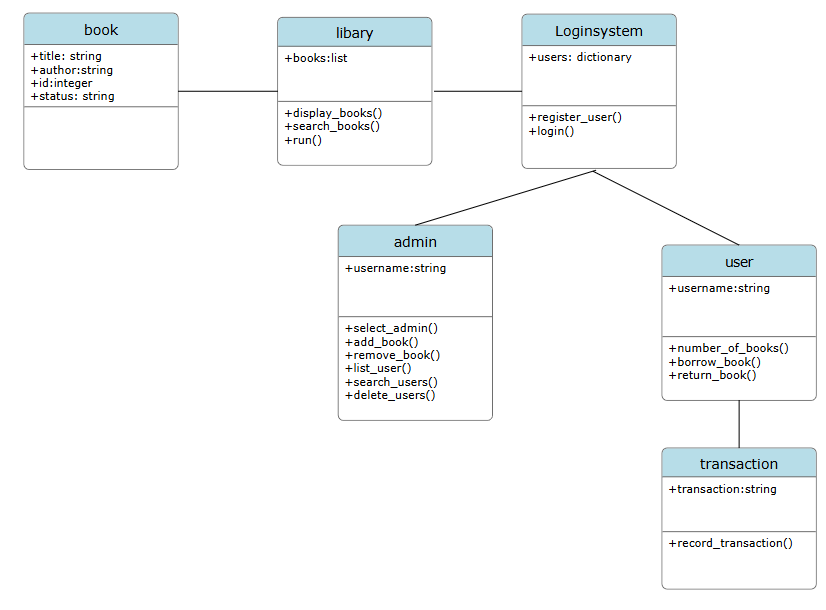 book
+title: string
+author:string
+id:integer
+status: string
libary
+books:list
+display_books()
+search_books()
+run()
Loginsystem
+users: dictionary
+register_user()
+login()
admin
+username:string
+select_admin()
+add_book()
+remove_book()
+list_user()
+search_users()
+delete_users()
user
+username:string
+number_of_books()
+borrow_book()
+return_book()
transaction
+transaction:string
+record_transaction()